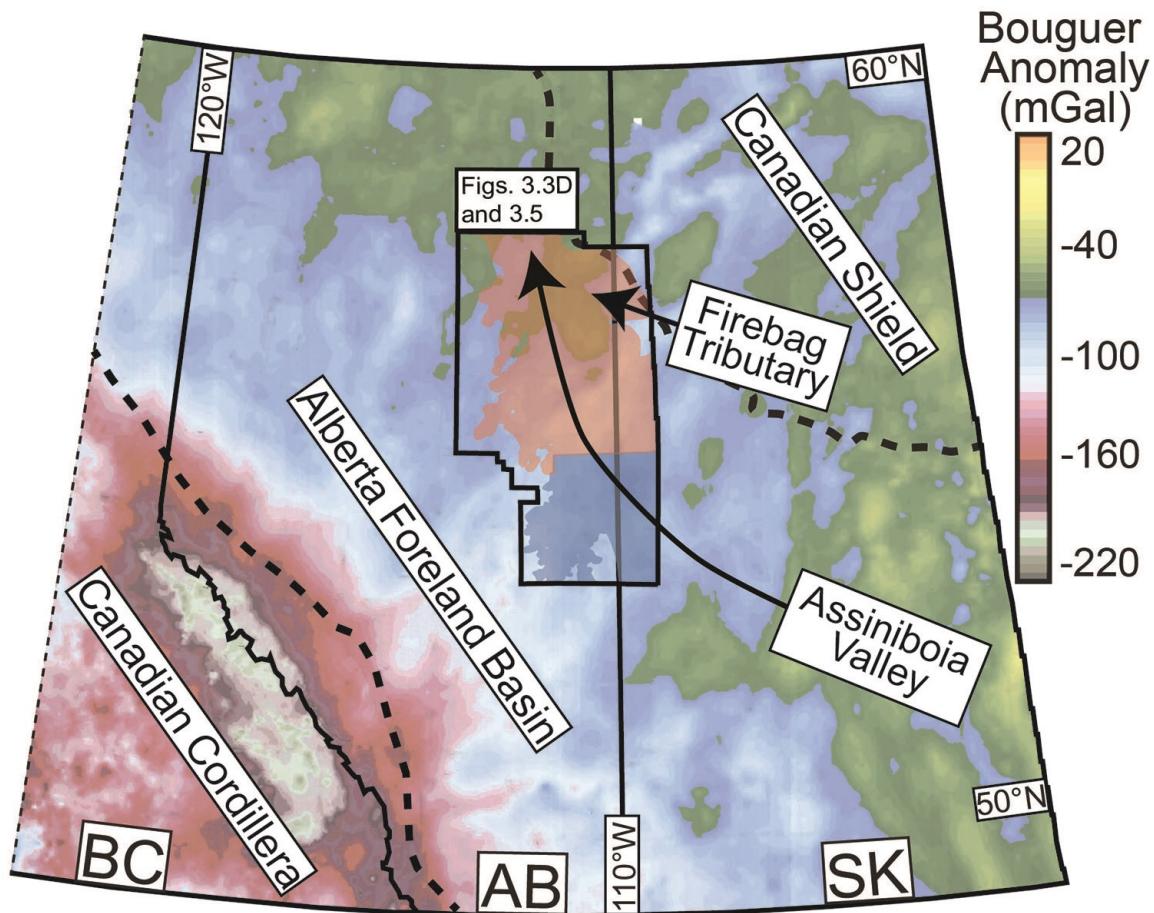 Bouguer
Anomaly
(mGal)
20
-40
-100
-160
-220
60°N
120°W
Canadian Shield
Figs. 3.3D
and 3.5
Firebag
Tributary
Alberta Foreland Basin
Assiniboia
Valley
Canadian Cordillera
50°N
110°W
BC
AB
SK